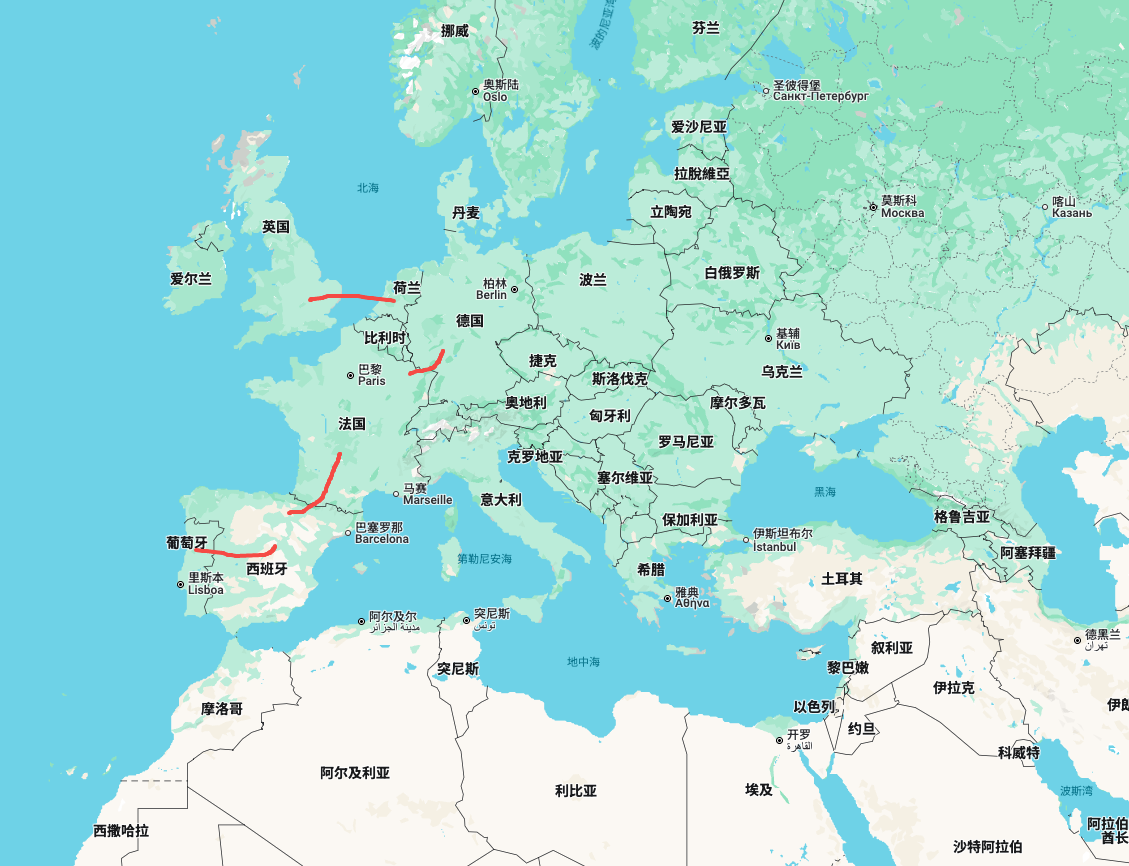 挪威
波的尼亚湾
芬兰
奥斯陆
Oslo
圣彼得堡
Санкт-Петербург
爱沙尼亚
拉脫維亞
北海
丹麦
立陶宛
莫斯科
Москва
喀山
Казань
英国
爱尔兰
荷兰
柏林
Berlin
波兰
白俄罗斯
德国
比利时
基辅
Київ
巴黎
Paris
捷克
斯洛伐克
乌克兰
奥地利
匈牙利
摩尔多瓦
法国
罗马尼亚
克罗地亚
塞尔维亚
马赛
Marseille
意大利
黑海
保加利亚
格鲁吉亚
葡萄牙
巴塞罗那
Barcelona
伊斯坦布尔
İstanbul
阿塞拜疆
第勒尼安海
西班牙
希腊
土耳其
里斯本
Lisboa
雅典
Αθήνα
阿尔及尔
مدينة الجزائر
突尼斯
تونس
德黑兰
تهران
叙利亚
突尼斯
地中海
黎巴嫩
伊拉克
摩洛哥
以色列
伊朗
约旦
开罗
القاهرة
科威特
阿尔及利亚
利比亚
埃及
波斯湾
西撒哈拉
阿拉伯
酋长
沙特阿拉伯